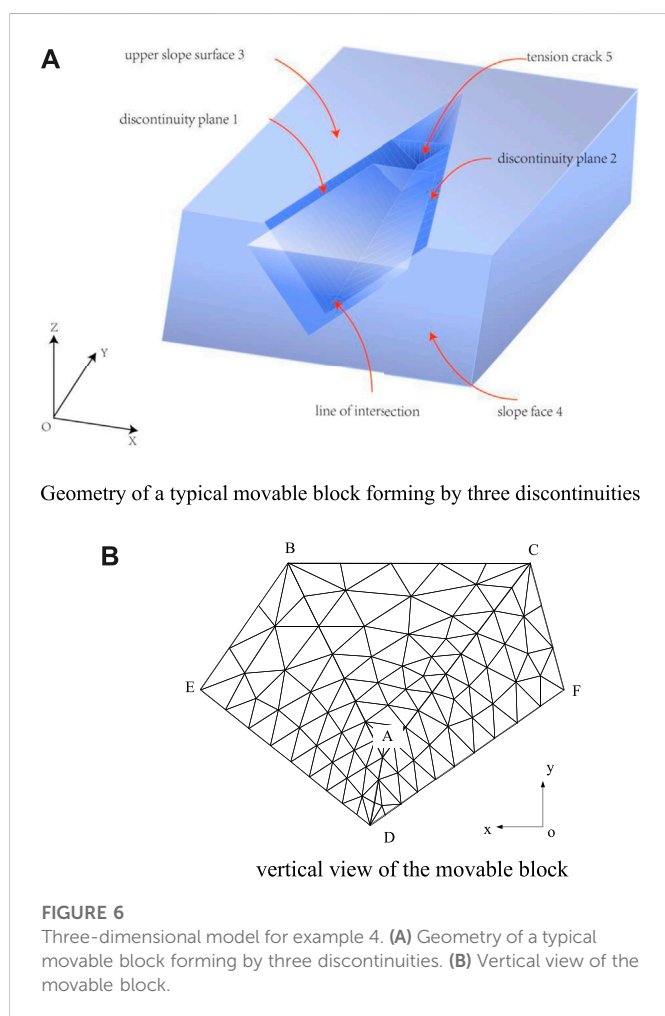 A
upper slope surface 3
tension crack 5
discontinuity plane 1
discontinuity plane 2
Z
Y
O
X
line of intersection
slope face 4
Geometry of a typical movable block forming by three discontinuities
B
B
C
E
F
A
D
y
x
o
vertical view of the movable block
FIGURE 6
Three-dimensional model for example 4. (A) Geometry of a typical
movable block forming by three discontinuities. (B) Vertical view of the
movable block.